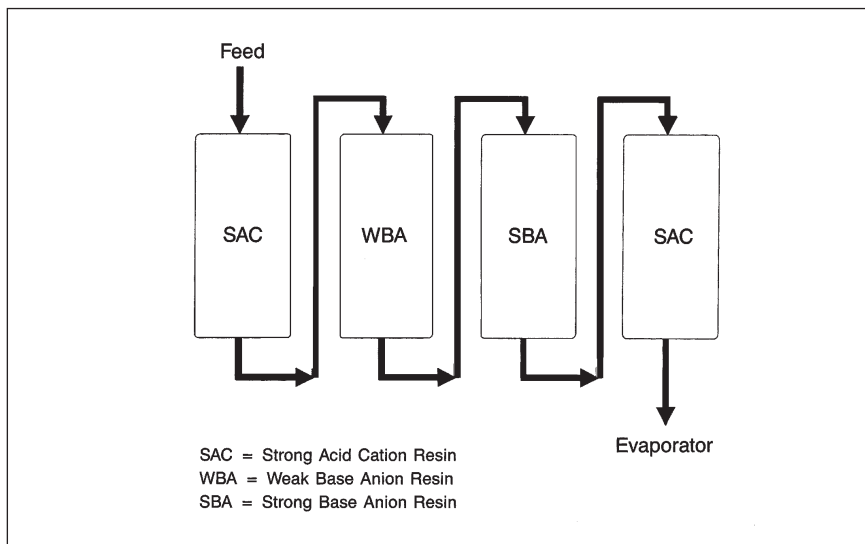 Feed
SAC
WBA
SBA
SAC
Evaporator
SAC = Strong Acid Cation Resin
WBA = Weak Base Anion Resin
SBA = Strong Base Anion Resin